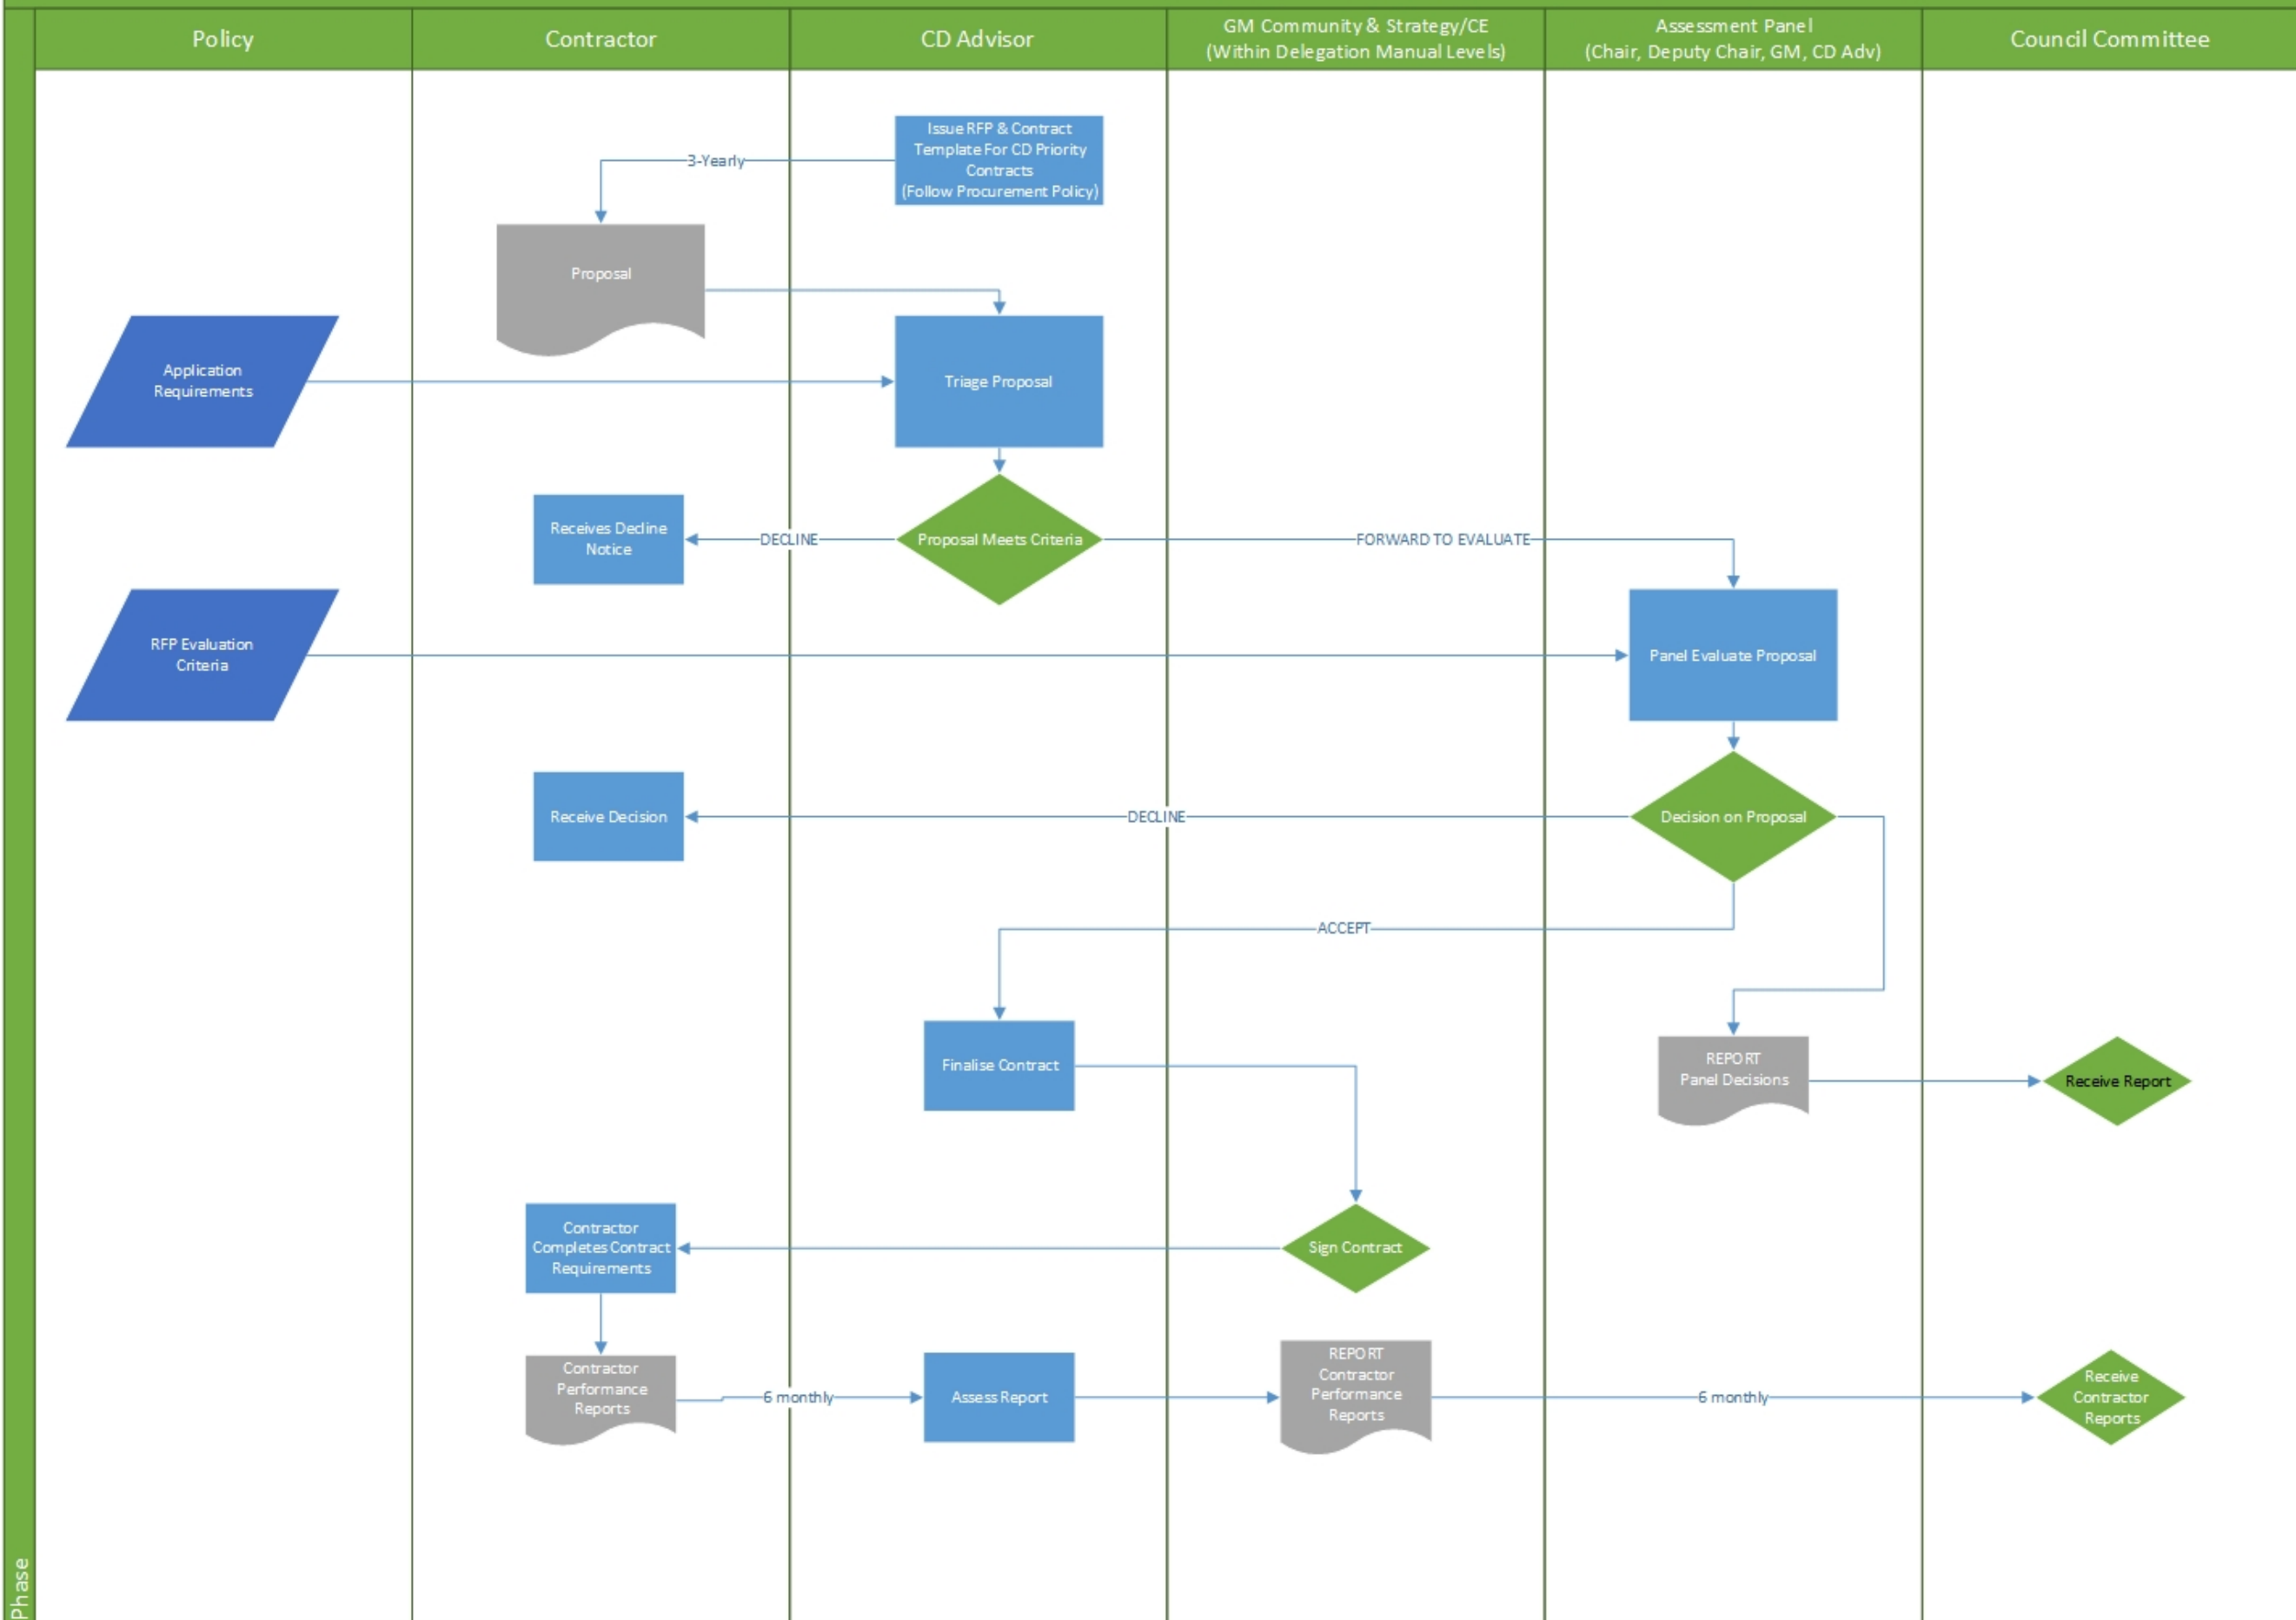 Policy
Contractor
CD Advisor
GM Community & Strategy/CE
(Within Delegation Manual Levels)
Assessment Panel
(Chair, Deputy Chair, GM, CD Adv)
Council Committee
Issue RFP & Contract
Template For CD Priority
Contracts
(Follow Procurement Policy)
3-Yearly
Proposal
Application
Requirements
Triage Proposal
Receives Decline
Notice
DECLINE
Proposal Meets Criteria
FORWARD TO EVALUATE
RFP Evaluation
Criteria
Panel Evaluate Proposal
Receive Decision
DECLINE
Decision on Proposal
ACCEPT
Finalise Contract
REPORT
Panel Decisions
Receive Report
Contractor
Completes Contract
Requirements
Sign Contract
Contractor
Performance
Reports
6 monthly
Assess Report
REPORT
Contractor
Performance
Reports
6 monthly
Receive
Contractor
Reports
Phase